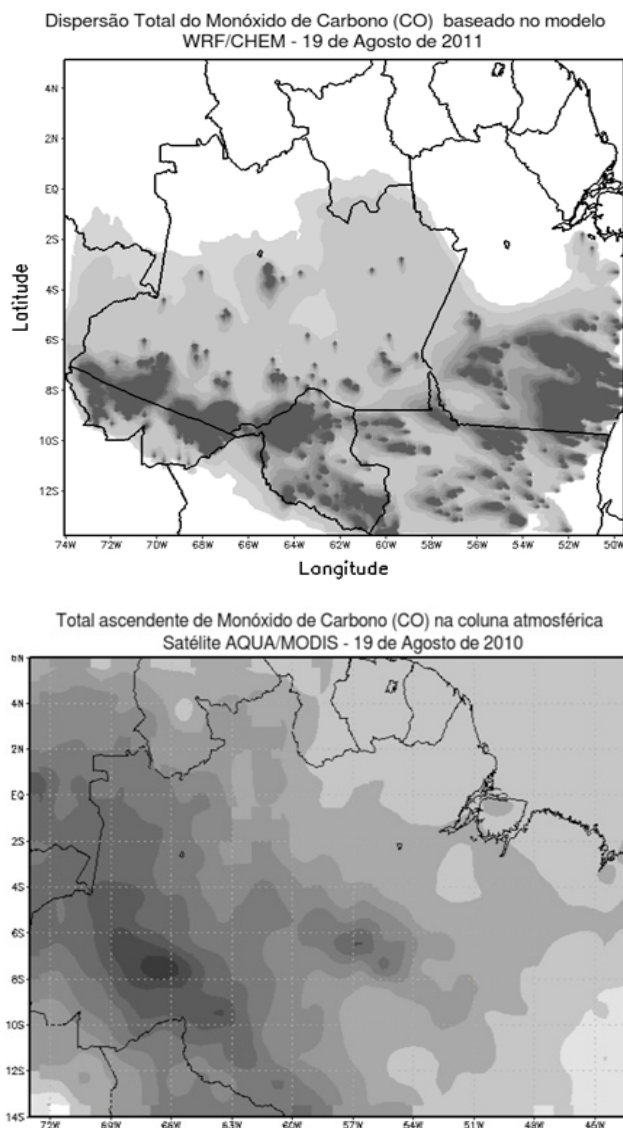 Dispersão Total do Monóxido de Carbono (CO) baseado no modelo
WRF/CHEM - 19 de Agosto de 2011
4N
2N
EQ
2S
4S
6S
8S
10S
12S
Latitude
74W 72W 70W 68W 66W 64W 62W 60W 58W 56W 54W 52W 50W
Longitude
Total ascendente de Monóxido de Carbono (CO) na coluna atmosférica
Satélite AQUA/MODIS - 19 de Agosto de 2010
6N
4N
2N
EQ
2S
4S
6S
8S
10S
12S
14S
72W 69W 66W 63W 60W 57W 54W 51W 48W 45W